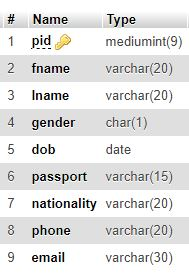 # Name Type
1 pid mediumint(9)
2 fname varchar(20)
3 lname varchar(20)
4 gender char(1)
5 dob date
6 passport varchar(15)
7 nationality varchar(20)
8 phone varchar(20)
9 email varchar(30)